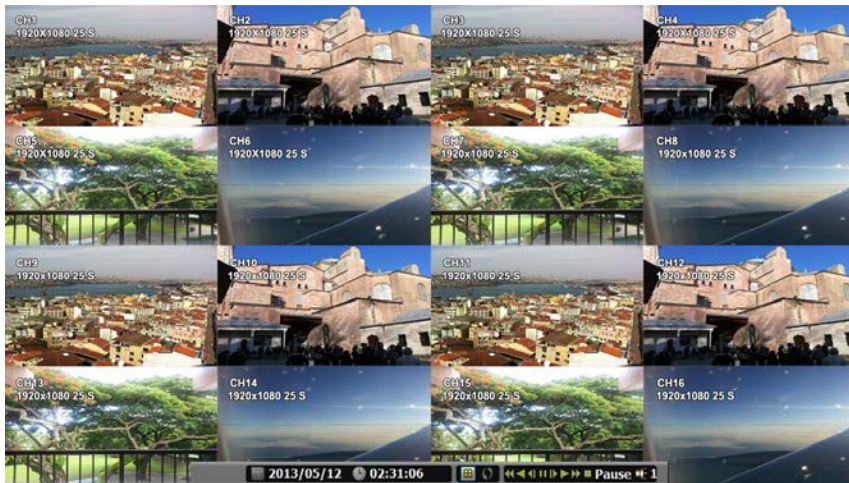 CH1
1920X1080 25 S
CH2
1920X1080 25 S
CH3
1920X1080 25 S
CH4
1920X1080 25 S
CH5
1920X1080 25 S
CH6
1920X1080 25 S
CH7
1920x1080 25 S
CH8
1920x1080 25 S
CH9
1920x1080 25 S
CH10
1920x1080 25 S
CH11
1920x1080 25 S
CH12
1920x1080 25 S
CH13
1920x1080 25 S
CH14
1920x1080 25 S
CH15
1920x1080 25 S
CH16
1920x1080 25 S
2013/05/12 02:31:06 Pause 1